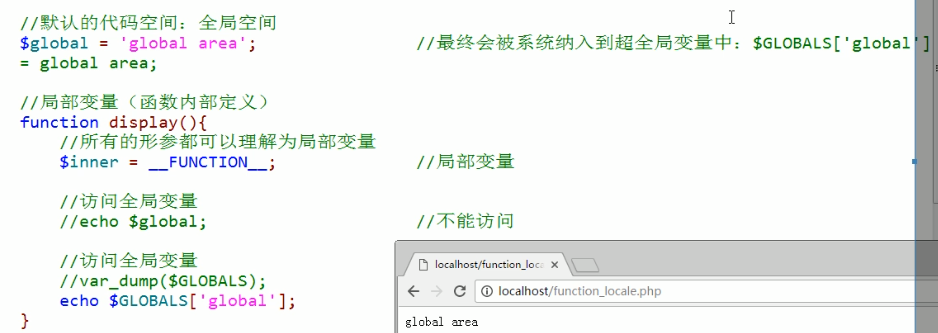 //默认的代码空间：全局空间
$global = 'global area';                //最终会被系统纳入到超全局变量中：$GLOBALS['global']
= global area;
//局部变量（函数内部定义）
function display(){
    //所有的形参都可以理解为局部变量
    $inner = __FUNCTION__;              //局部变量
    //访问全局变量
    //echo $global;                     //不能访问
    //访问全局变量
    //var_dump($GLOBALS);
    echo $GLOBALS['global'];
}
localhost/function_loca
localhost/function_locale.php
global area